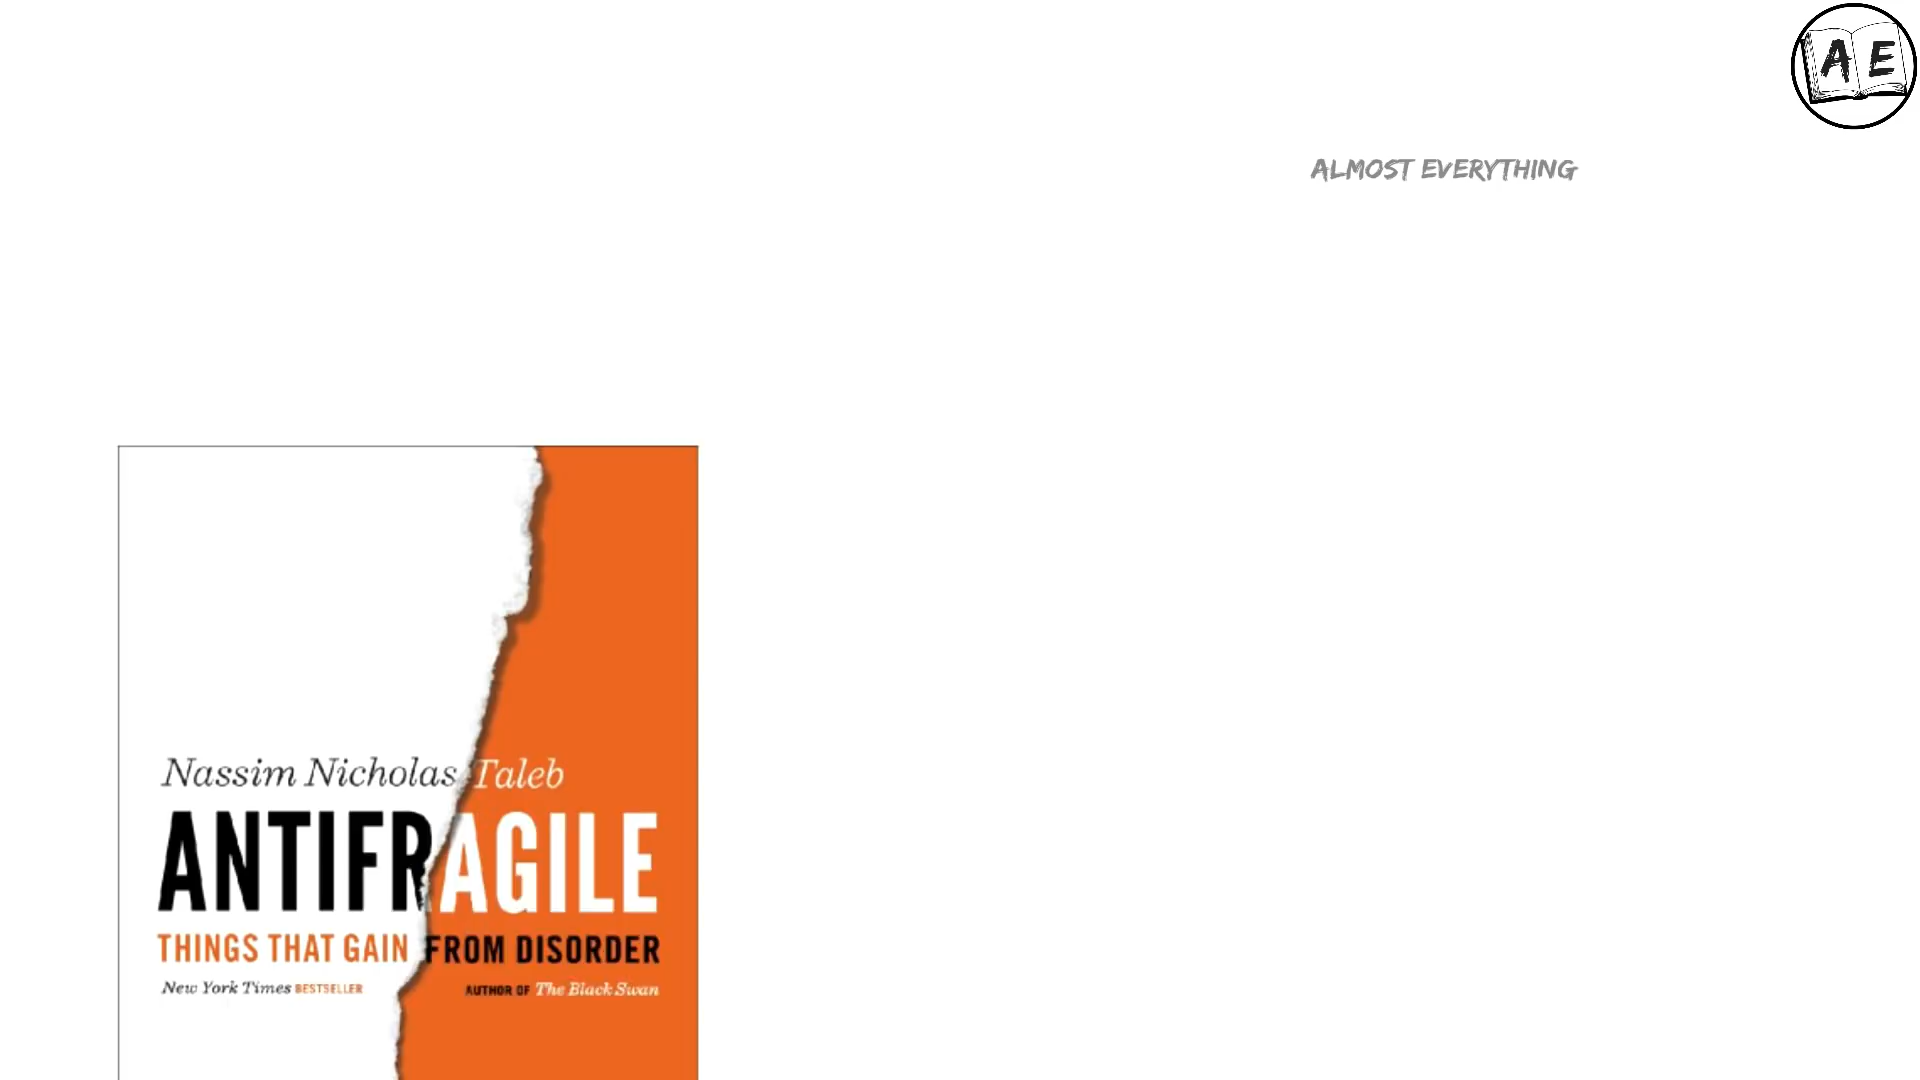 A E
ALMOST EVERYTHING
Nassim Nicholas Taleb
ANTIFRAGILE
THINGS THAT GAIN FROM DISORDER
New York Times BESTSELLER
AUTHOR OF The Black Swan